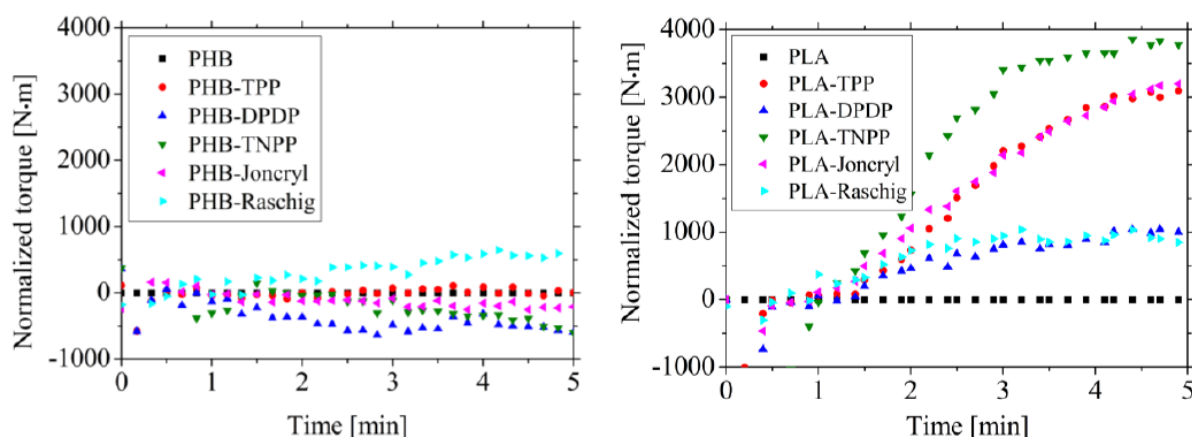 4000
3000
2000
1000
0
-1000
Normalized torque [N·m]
PHB
PHB-TPP
PHB-DPDP
PHB-TNPP
PHB-Joncryl
PHB-Raschig
0 1 2 3 4 5
Time [min]
4000
3000
2000
1000
0
-1000
Normalized torque [N·m]
PLA
PLA-TPP
PLA-DPDP
PLA-TNPP
PLA-Joncryl
PLA-Raschig
0 1 2 3 4 5
Time [min]